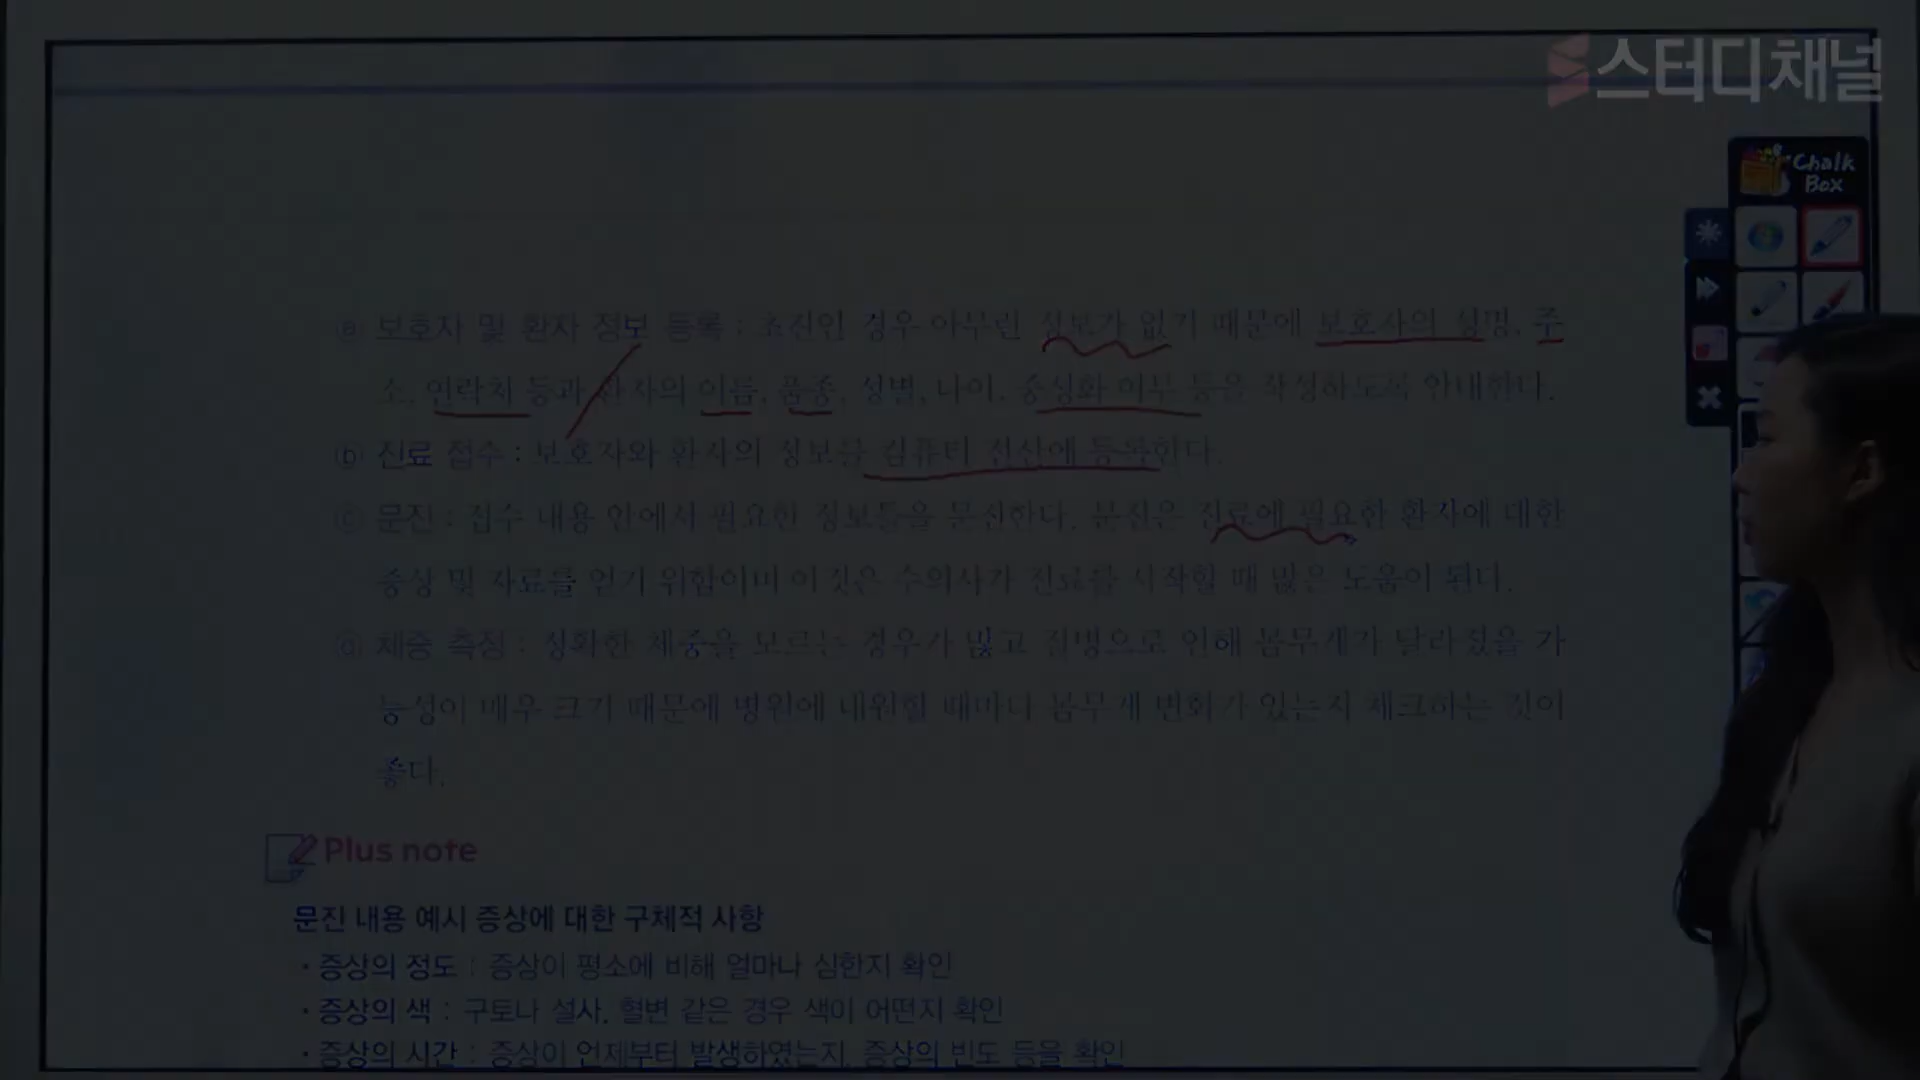 스터디채널
Chalk
Box
ⓐ 보호자 및 환자 정보 등록 : 초진인 경우 아무런 정보가 없기 때문에 보호자의 성명, 주
소, 연락처 등과 환자의 이름, 품종, 성별, 나이, 중성화 여부 등을 작성하도록 안내한다.
ⓑ 진료 접수 : 보호자와 환자의 정보를 컴퓨터 전산에 등록한다.
ⓒ 문진 : 접수 내용 안에서 필요한 정보들을 문진한다. 문진은 진료에 필요한 환자에 대한
증상 및 자료를 얻기 위함이며 이것은 수의사가 진료를 시작할 때 많은 도움이 된다.
ⓓ 체중 측정 : 정확한 체중을 모르는 경우가 많고 질병으로 인해 몸무게가 달라졌을 가
능성이 매우 크기 때문에 병원에 내원할 때마다 몸무게 변화가 있는지 체크하는 것이
좋다.
Plus note
문진 내용 예시 증상에 대한 구체적 사항
· 증상의 정도 : 증상이 평소에 비해 얼마나 심한지 확인
· 증상의 색 : 구토나 설사, 혈변 같은 경우 색이 어떤지 확인
· 증상의 시간 : 증상이 언제부터 발생하였는지, 증상의 빈도 등을 확인